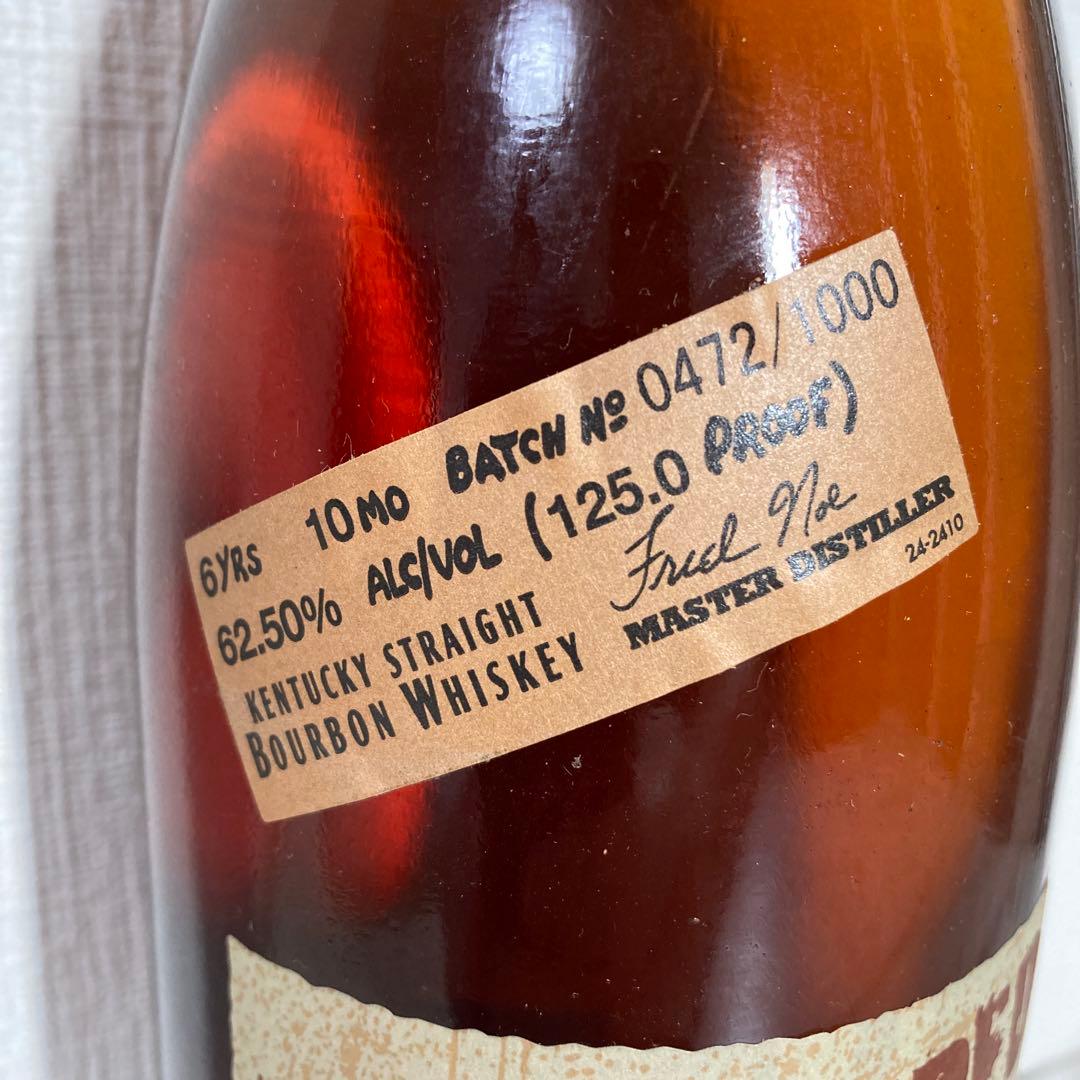 6YRS 10MO BATCH Nº 0472/1000
62.50% ALC/VOL (125.0 PROOF)
KENTUCKY STRAIGHT
BOURBON WHISKEY
Fred Noe
MASTER DISTILLER
24-2410